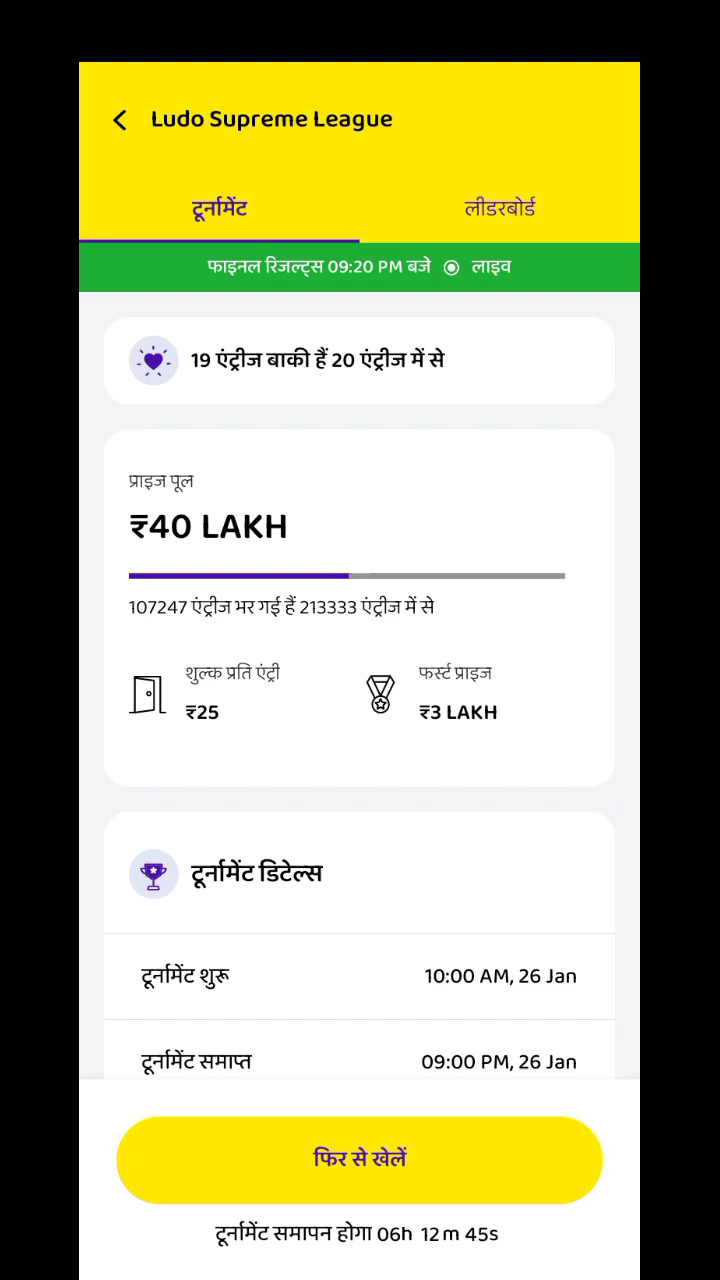 Ludo Supreme League
टूर्नामेंट
लीडरबोर्ड
फाइनल रिजल्ट्स 09:20 PM बजे लाइव
19 एंट्रीज बाकी हैं 20 एंट्रीज में से
प्राइज पूल
₹40 LAKH
107247 एंट्रीज भर गई हैं 213333 एंट्रीज में से
शुल्क प्रति एंट्री
₹25
फर्स्ट प्राइज
₹3 LAKH
टूर्नामेंट डिटेल्स
टूर्नामेंट शुरू 10:00 AM, 26 Jan
टूर्नामेंट समाप्त 09:00 PM, 26 Jan
फिर से खेलें
टूर्नामेंट समापन होगा 06h 12m 45s